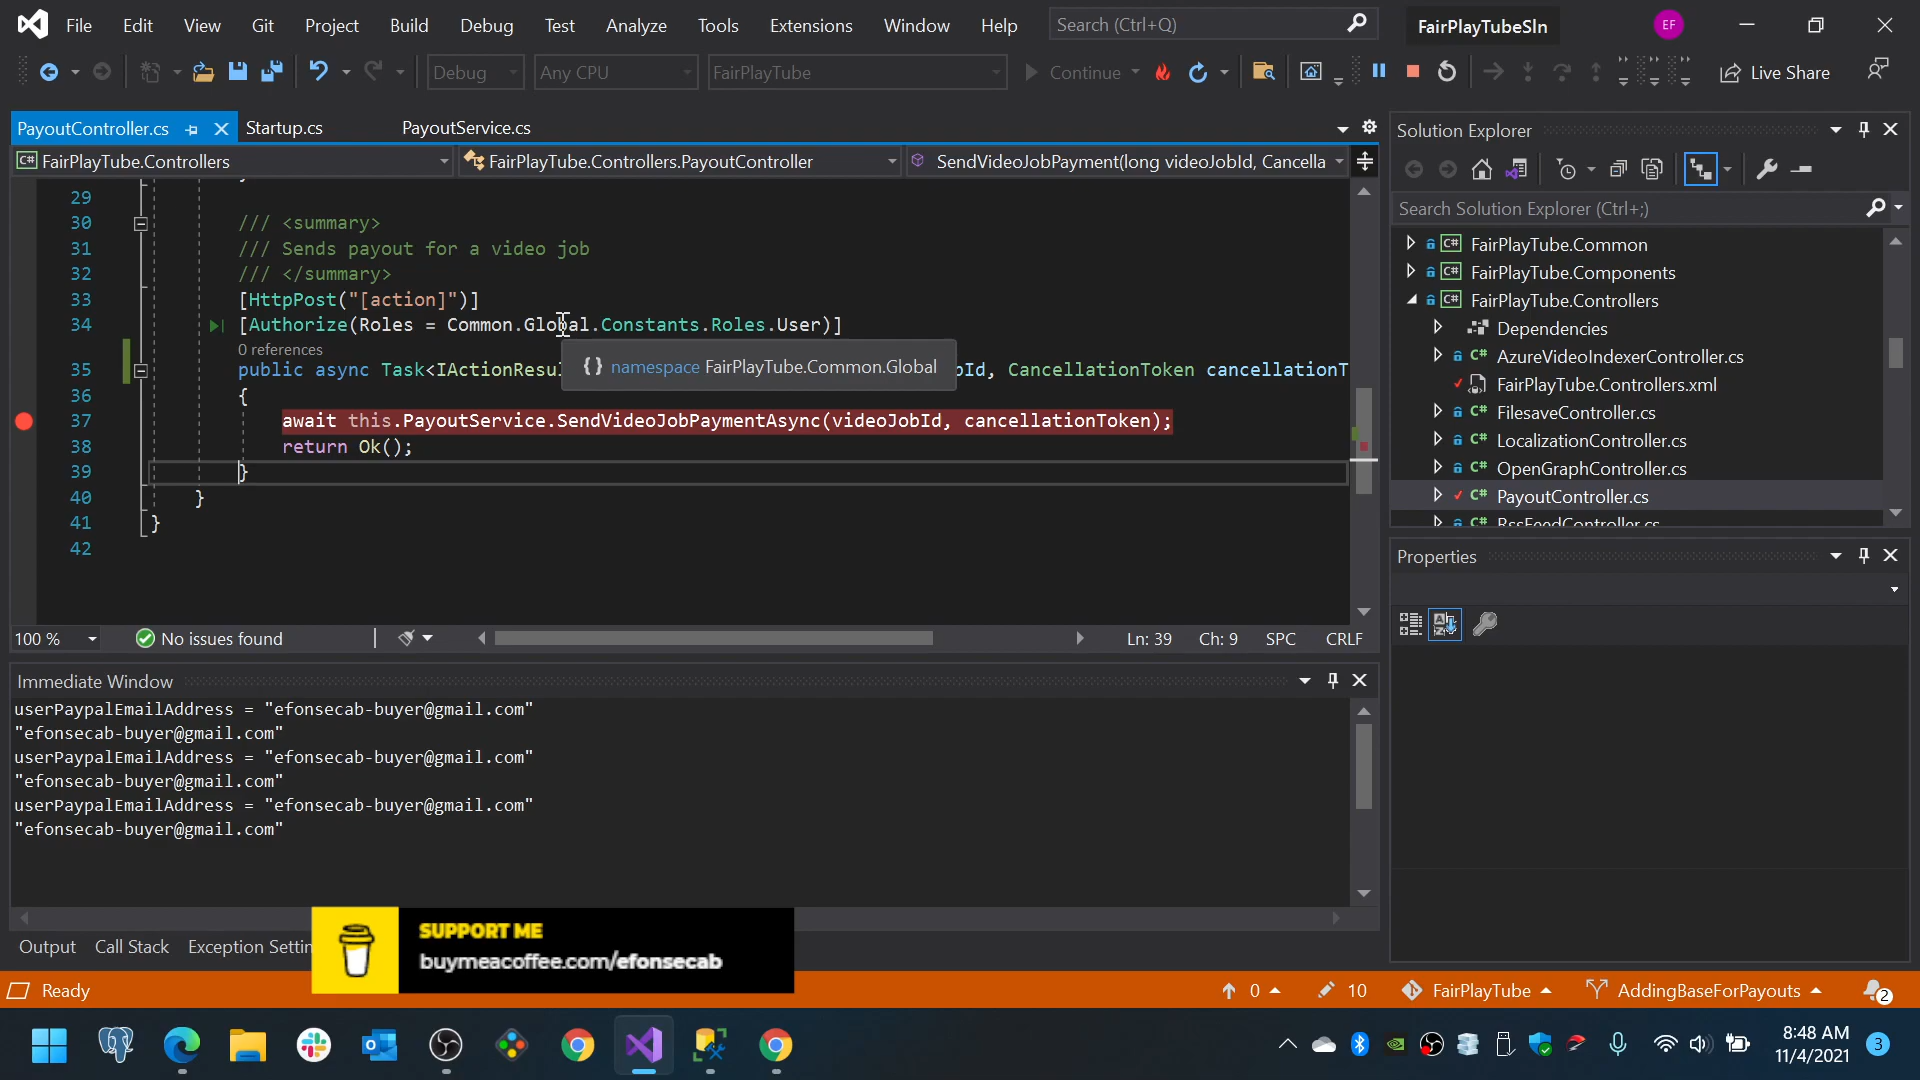 File Edit View Git Project Build Debug Test Analyze Tools Extensions Window Help Search (Ctrl+Q) FairPlayTubeSln EF
Debug Any CPU FairPlayTube Continue Live Share
PayoutController.cs Startup.cs PayoutService.cs
C# FairPlayTube.Controllers FairPlayTube.Controllers.PayoutController SendVideoJobPayment(long videoJobId, Cancella
29
30 /// <summary>
31 /// Sends payout for a video job
32 /// </summary>
33 [HttpPost("[action]")]
34 [Authorize(Roles = Common.Global.Constants.Roles.User)]
0 references
35 public async Task<IActionResul bId, CancellationToken cancellationT
{} namespace FairPlayTube.Common.Global
36 {
37 await this.PayoutService.SendVideoJobPaymentAsync(videoJobId, cancellationToken);
38 return Ok();
39 }
40 }
41 }
42
100 % No issues found Ln: 39 Ch: 9 SPC CRLF
Immediate Window
userPaypalEmailAddress = "efonsecab-buyer@gmail.com"
"efonsecab-buyer@gmail.com"
userPaypalEmailAddress = "efonsecab-buyer@gmail.com"
"efonsecab-buyer@gmail.com"
userPaypalEmailAddress = "efonsecab-buyer@gmail.com"
"efonsecab-buyer@gmail.com"
Output Call Stack Exception Settin
SUPPORT ME
buymeacoffee.com/efonsecab
Solution Explorer
Search Solution Explorer (Ctrl+;)
C# FairPlayTube.Common
C# FairPlayTube.Components
C# FairPlayTube.Controllers
Dependencies
C# AzureVideoIndexerController.cs
FairPlayTube.Controllers.xml
C# FilesaveController.cs
C# LocalizationController.cs
C# OpenGraphController.cs
C# PayoutController.cs
C# RssFeedController.cs
Properties
Ready 0 10 FairPlayTube AddingBaseForPayouts 2
8:48 AM
11/4/2021 3